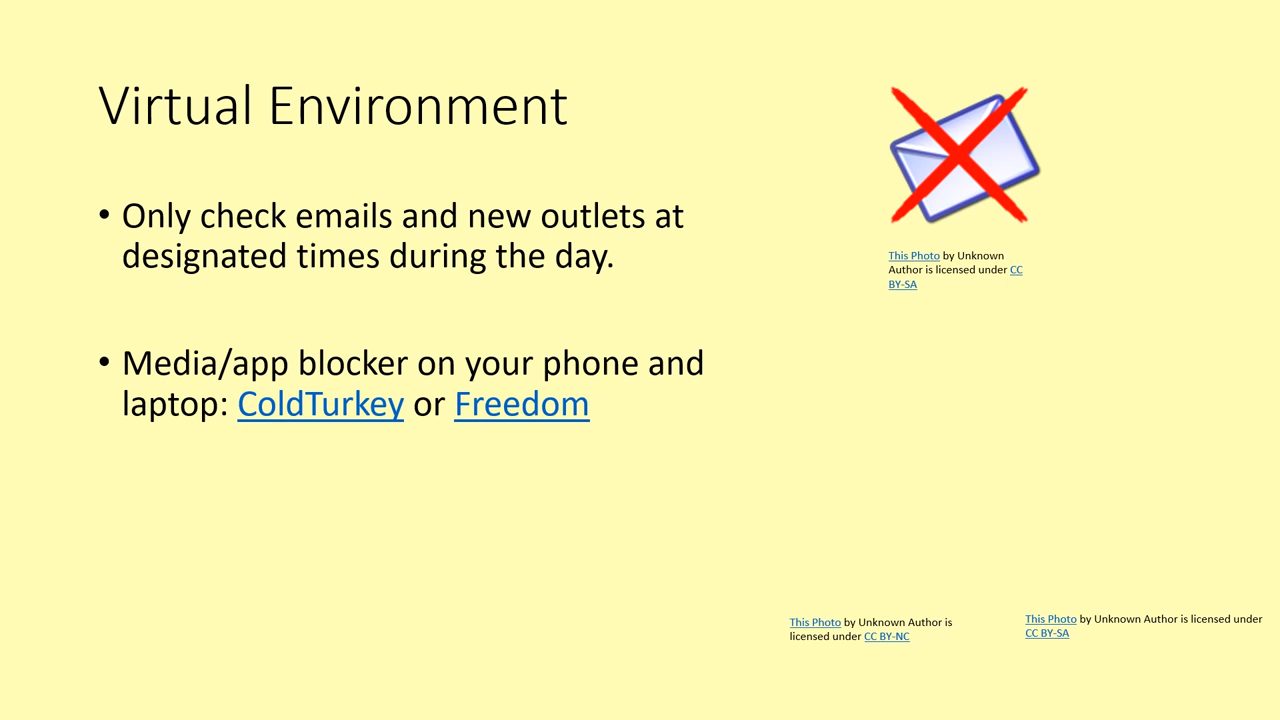 Virtual Environment
• Only check emails and new outlets at
designated times during the day.
• Media/app blocker on your phone and
laptop: ColdTurkey or Freedom
This Photo by Unknown
Author is licensed under CC
BY-SA
This Photo by Unknown Author is
licensed under CC BY-NC
This Photo by Unknown Author is licensed under
CC BY-SA